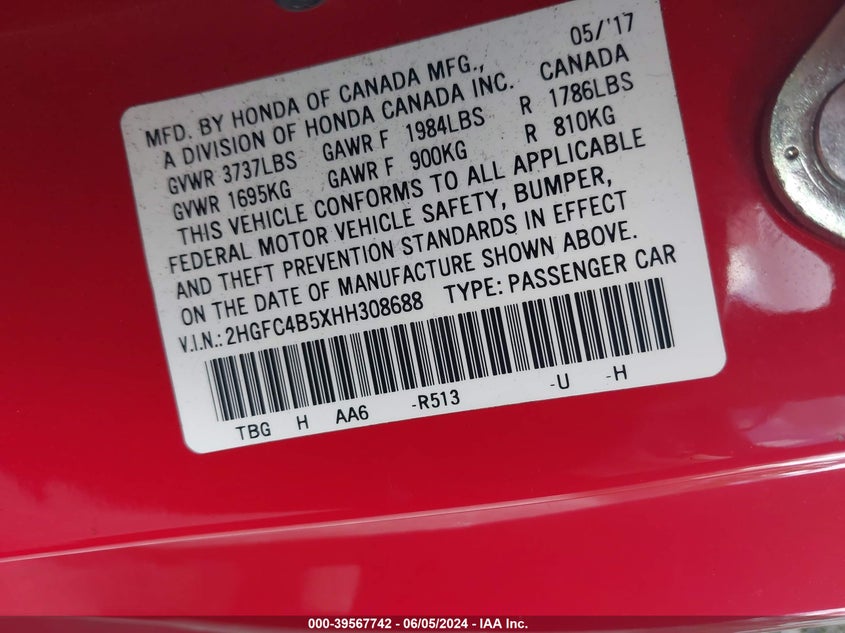 MFD. BY HONDA OF CANADA MFG., 05/'17
A DIVISION OF HONDA CANADA INC. CANADA
GVWR 3737LBS GAWR F 1984LBS R 1786LBS
GVWR 1695KG GAWR F 900KG R 810KG
THIS VEHICLE CONFORMS TO ALL APPLICABLE
FEDERAL MOTOR VEHICLE SAFETY, BUMPER,
AND THEFT PREVENTION STANDARDS IN EFFECT
ON THE DATE OF MANUFACTURE SHOWN ABOVE.
V.I.N.:2HGFC4B5XHH308688 TYPE: PASSENGER CAR
TBG H AA6 -R513 -U -H
000-39567742 - 06/05/2024 - IAA Inc.